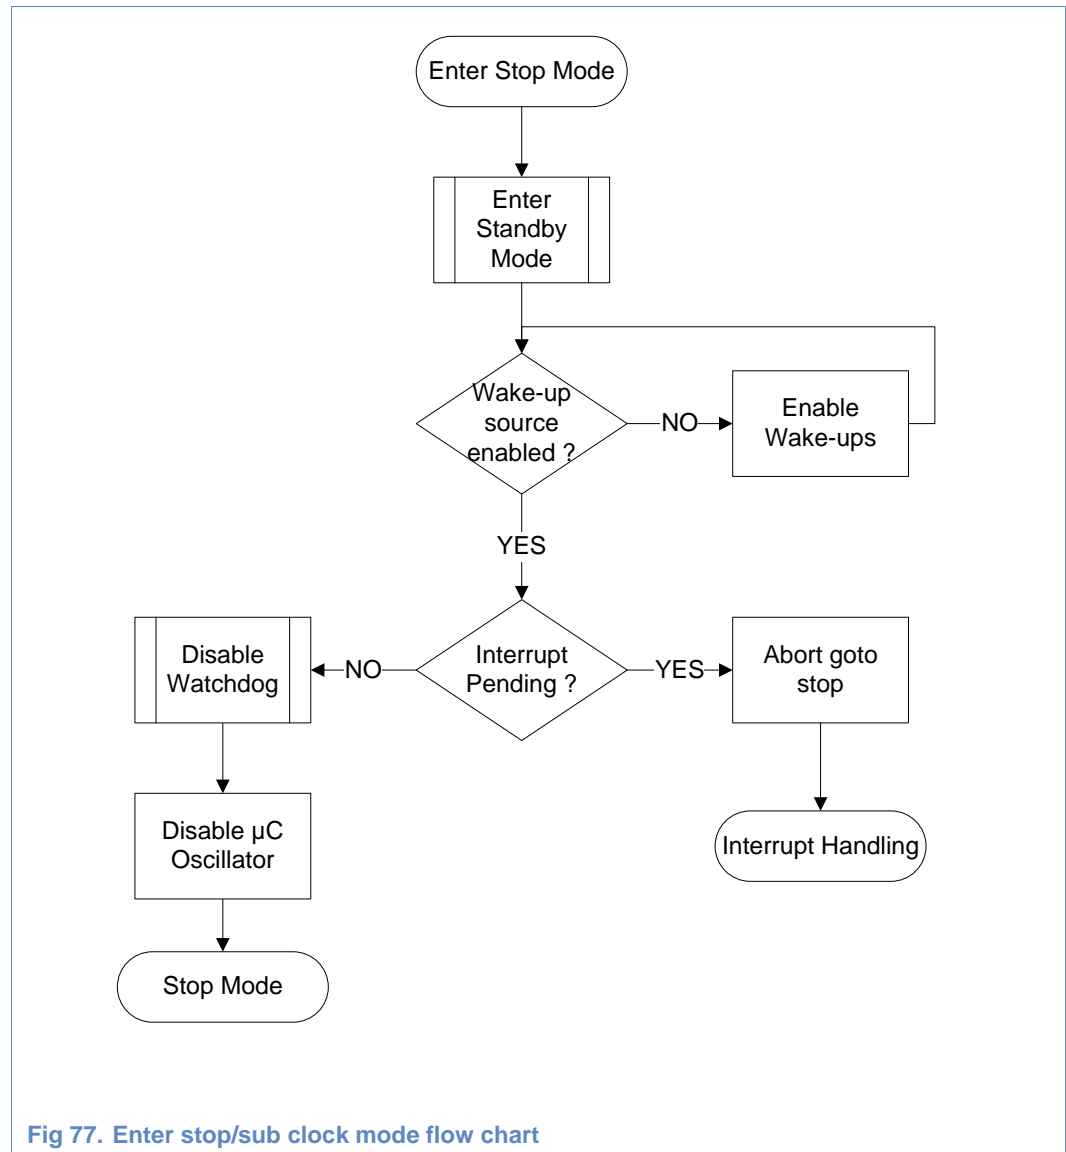 Enter Stop Mode
Enter
Standby
Mode
Wake-up
source
enabled ?
NO
Enable
Wake-ups
YES
Disable
Watchdog
NO
Interrupt
Pending ?
YES
Abort goto
stop
Disable µC
Oscillator
Interrupt Handling
Stop Mode
Fig 77. Enter stop/sub clock mode flow chart